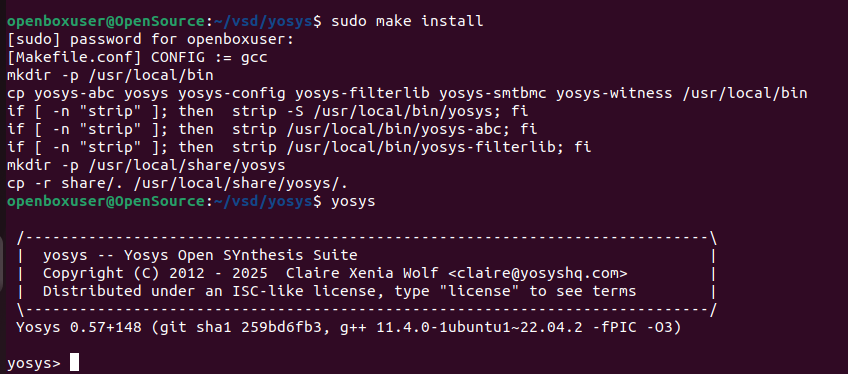 openboxuser@OpenSource:~/vsd/yosys$ sudo make install
[sudo] password for openboxuser:
[Makefile.conf] CONFIG := gcc
mkdir -p /usr/local/bin
cp yosys-abc yosys yosys-config yosys-filterlib yosys-smtbmc yosys-witness /usr/local/bin
if [ -n "strip" ]; then  strip -S /usr/local/bin/yosys; fi
if [ -n "strip" ]; then  strip /usr/local/bin/yosys-abc; fi
if [ -n "strip" ]; then  strip /usr/local/bin/yosys-filterlib; fi
mkdir -p /usr/local/share/yosys
cp -r share/. /usr/local/share/yosys/.
openboxuser@OpenSource:~/vsd/yosys$ yosys
/----------------------------------------------------------------------------\
|  yosys -- Yosys Open SYnthesis Suite                                       |
|  Copyright (C) 2012 - 2025  Claire Xenia Wolf <claire@yosyshq.com>         |
|  Distributed under an ISC-like license, type "license" to see terms        |
\----------------------------------------------------------------------------/
Yosys 0.57+148 (git sha1 259bd6fb3, g++ 11.4.0-1ubuntu1~22.04.2 -fPIC -O3)
yosys>